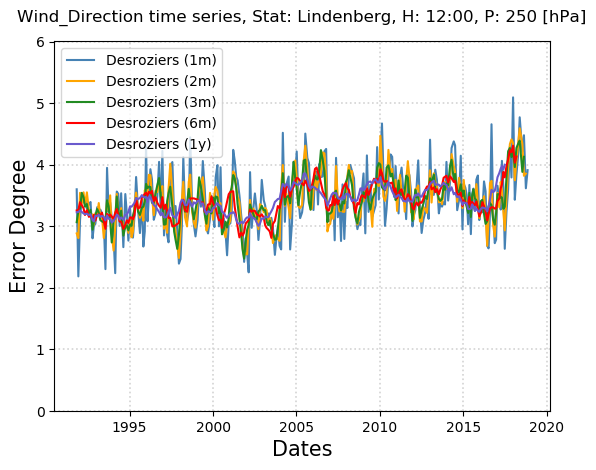 Wind_Direction time series, Stat: Lindenberg, H: 12:00, P: 250 [hPa]
Desroziers (1m)
Desroziers (2m)
Desroziers (3m)
Desroziers (6m)
Desroziers (1y)
Error Degree
6
5
4
3
2
1
0
1995 2000 2005 2010 2015 2020
Dates